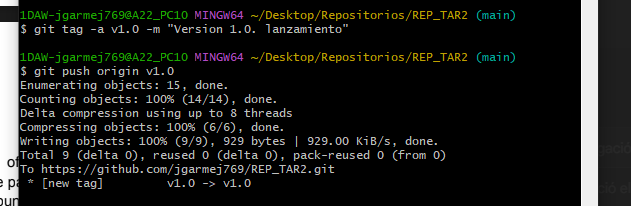 1DAW-jgarmej769@A22_PC10 MINGW64 ~/Desktop/Repositorios/REP_TAR2 (main)
$ git tag -a v1.0 -m "Version 1.0. lanzamiento"
1DAW-jgarmej769@A22_PC10 MINGW64 ~/Desktop/Repositorios/REP_TAR2 (main)
$ git push origin v1.0
Enumerating objects: 15, done.
Counting objects: 100% (14/14), done.
Delta compression using up to 8 threads
Compressing objects: 100% (6/6), done.
Writing objects: 100% (9/9), 929 bytes | 929.00 KiB/s, done.
Total 9 (delta 0), reused 0 (delta 0), pack-reused 0 (from 0)
To https://github.com/jgarmej769/REP_TAR2.git
 * [new tag]         v1.0 -> v1.0